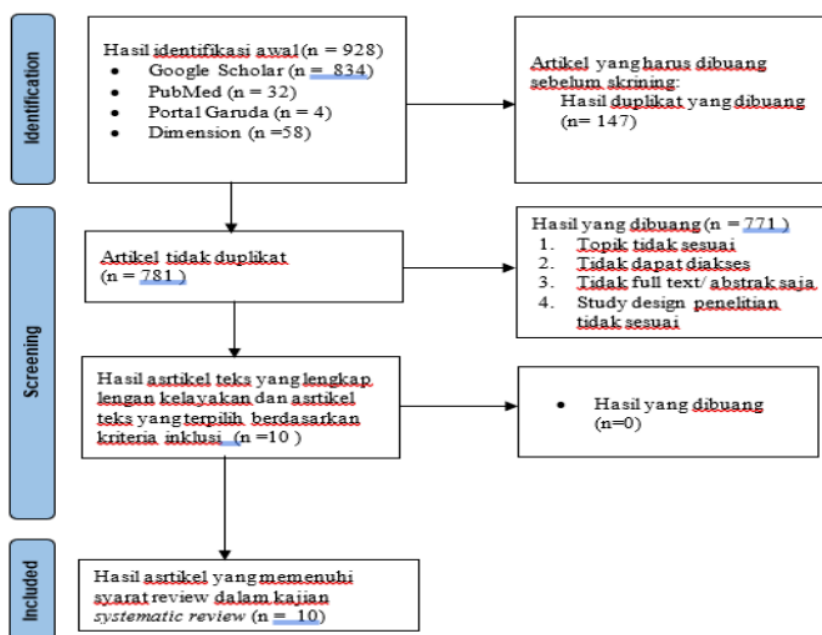 Identification
Hasil identifikasi awal (n = 928)
• Google Scholar (n = 834)
• PubMed (n = 32)
• Portal Garuda (n = 4)
• Dimension (n =58)
Artikel yang harus dibuang
sebelum skrining:
Hasil duplikat yang dibuang
(n= 147)
Screening
Artikel tidak duplikat
(n = 781 )
Hasil yang dibuang (n = 771 )
1. Topik tidak sesuai
2. Tidak dapat diakses
3. Tidak full text/ abstrak saja
4. Study design penelitian
tidak sesuai
Hasil asrtikel teks yang lengkap
lengan kelayakan dan asrtikel
teks yang terpilih berdasarkan
kriteria inklusi (n =10 )
• Hasil yang dibuang
(n=0)
Included
Hasil asrtikel yang memenuhi
syarat review dalam kajian
systematic review (n = 10)